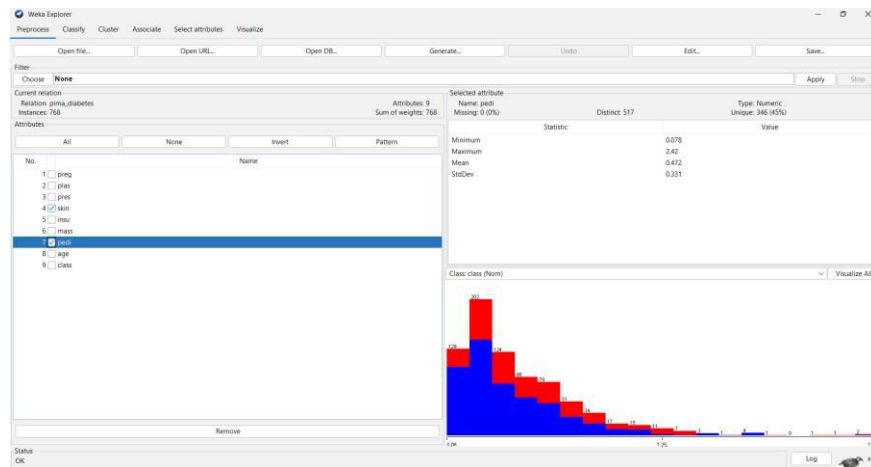 Weka Explorer
Preprocess Classify Cluster Associate Select attributes Visualize
Open file... Open URL... Open DB... Generate... Undo Edit... Save...
Filter
Choose None Apply Stop
Current relation
Relation: pima_diabetes Attributes: 9
Instances: 768 Sum of weights: 768
Selected attribute
Name: pedi Type: Numeric
Missing: 0 (0%) Distinct: 517 Unique: 346 (45%)
Attributes
All None Invert Pattern
No. Name
1 preg
2 plas
3 pres
4 skin
5 insu
6 mass
7 pedi
8 age
9 class
Remove
Statistic Value
Minimum 0.078
Maximum 2.42
Mean 0.472
StdDev 0.331
Class: class (Nom) Visualize All
124
51
17
11
1.25
Status
OK
Log